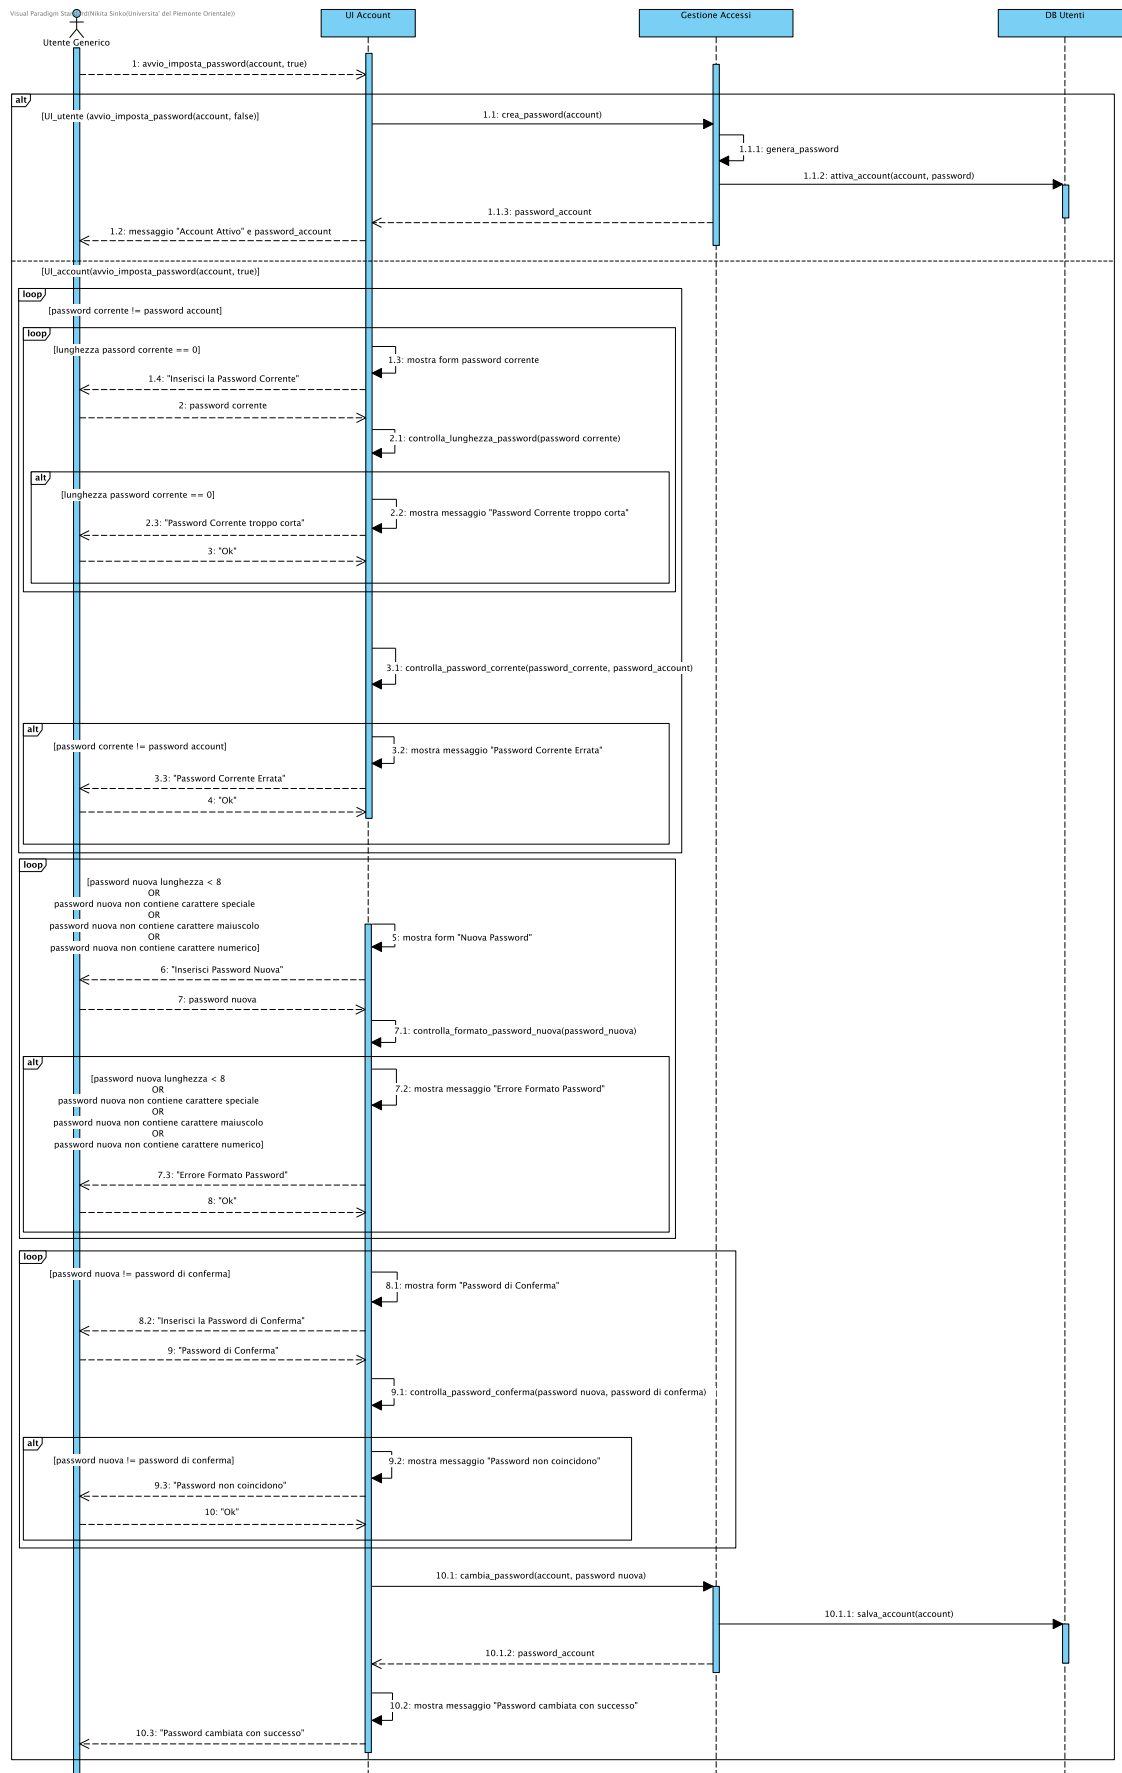 Visual Paradigm Standard(Nikita Sinko(Universita' del Piemonte Orientale))
Utente Generico
UI Account
Gestione Accessi
DB Utenti
1: avvio_imposta_password(account, true)
alt
[UI_utente (avvio_imposta_password(account, false)]
1.1: crea_password(account)
1.1.1: genera_password
1.1.2: attiva_account(account, password)
1.1.3: password_account
1.2: messaggio "Account Attivo" e password_account
[UI_account(avvio_imposta_password(account, true)]
loop
[password corrente != password account]
loop
[lunghezza passord corrente == 0]
1.3: mostra form password corrente
1.4: "Inserisci la Password Corrente"
2: password corrente
2.1: controlla_lunghezza_password(password corrente)
alt
[lunghezza password corrente == 0]
2.2: mostra messaggio "Password Corrente troppo corta"
2.3: "Password Corrente troppo corta"
3: "Ok"
3.1: controlla_password_corrente(password_corrente, password_account)
alt
[password corrente != password account]
3.2: mostra messaggio "Password Corrente Errata"
3.3: "Password Corrente Errata"
4: "Ok"
loop
[password nuova lunghezza < 8
OR
password nuova non contiene carattere speciale
OR
password nuova non contiene carattere maiuscolo
OR
password nuova non contiene carattere numerico]
5: mostra form "Nuova Password"
6: "Inserisci Password Nuova"
7: password nuova
7.1: controlla_formato_password_nuova(password_nuova)
alt
[password nuova lunghezza < 8
OR
password nuova non contiene carattere speciale
OR
password nuova non contiene carattere maiuscolo
OR
password nuova non contiene carattere numerico]
7.2: mostra messaggio "Errore Formato Password"
7.3: "Errore Formato Password"
8: "Ok"
loop
[password nuova != password di conferma]
8.1: mostra form "Password di Conferma"
8.2: "Inserisci la Password di Conferma"
9: "Password di Conferma"
9.1: controlla_password_conferma(password nuova, password di conferma)
alt
[password nuova != password di conferma]
9.2: mostra messaggio "Password non coincidono"
9.3: "Password non coincidono"
10: "Ok"
10.1: cambia_password(account, password nuova)
10.1.1: salva_account(account)
10.1.2: password_account
10.2: mostra messaggio "Password cambiata con successo"
10.3: "Password cambiata con successo"